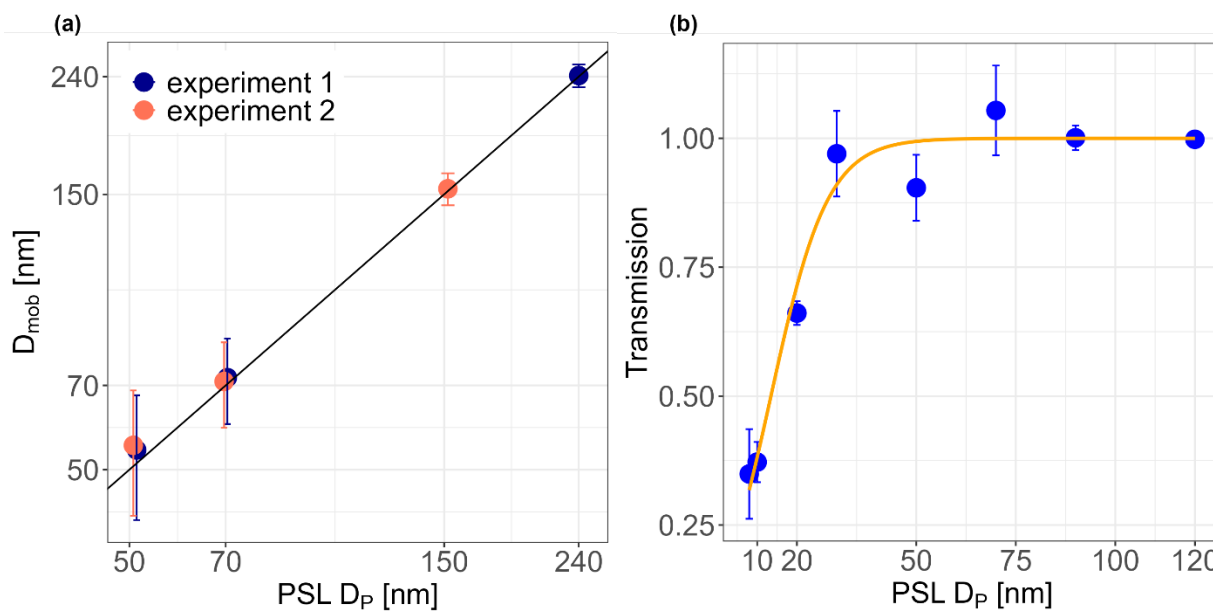 (a)
240
150
70
50
D_mob [nm]
experiment 1
experiment 2
50 70 150 240
PSL D_P [nm]
(b)
1.00
0.75
0.50
0.25
Transmission
10 20 50 75 100 120
PSL D_P [nm]